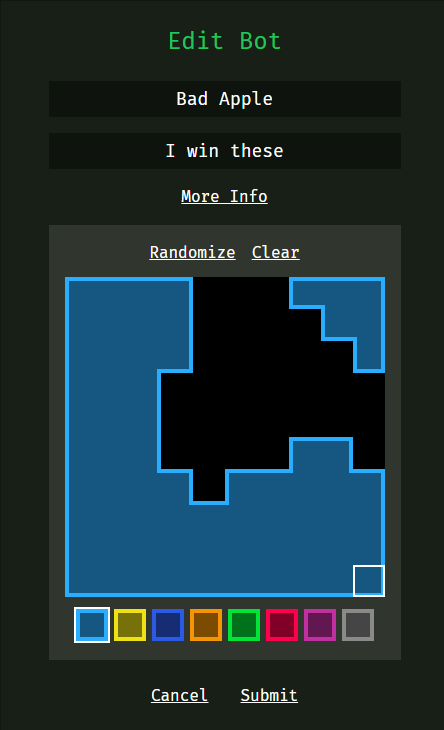 Edit Bot
Bad Apple
I win these
More Info
Randomize Clear
Cancel Submit